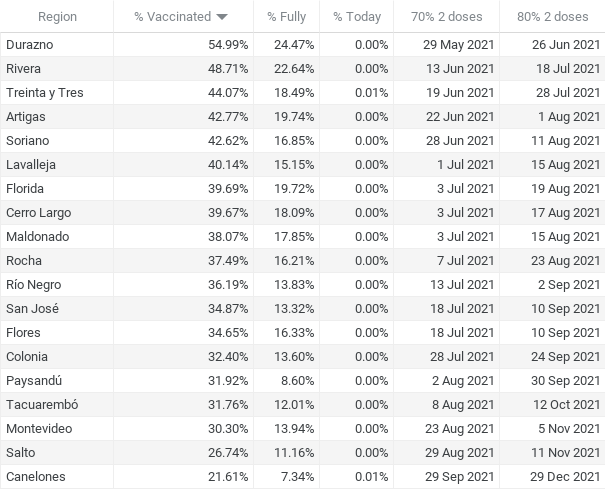 Region % Vaccinated % Fully % Today 70% 2 doses 80% 2 doses
Durazno 54.99% 24.47% 0.00% 29 May 2021 26 Jun 2021
Rivera 48.71% 22.64% 0.00% 13 Jun 2021 18 Jul 2021
Treinta y Tres 44.07% 18.49% 0.01% 19 Jun 2021 28 Jul 2021
Artigas 42.77% 19.74% 0.00% 22 Jun 2021 1 Aug 2021
Soriano 42.62% 16.85% 0.00% 28 Jun 2021 11 Aug 2021
Lavalleja 40.14% 15.15% 0.00% 1 Jul 2021 15 Aug 2021
Florida 39.69% 19.72% 0.00% 3 Jul 2021 19 Aug 2021
Cerro Largo 39.67% 18.09% 0.00% 3 Jul 2021 17 Aug 2021
Maldonado 38.07% 17.85% 0.00% 3 Jul 2021 15 Aug 2021
Rocha 37.49% 16.21% 0.00% 7 Jul 2021 23 Aug 2021
Río Negro 36.19% 13.83% 0.00% 13 Jul 2021 2 Sep 2021
San José 34.87% 13.32% 0.00% 18 Jul 2021 10 Sep 2021
Flores 34.65% 16.33% 0.00% 18 Jul 2021 10 Sep 2021
Colonia 32.40% 13.60% 0.00% 28 Jul 2021 24 Sep 2021
Paysandú 31.92% 8.60% 0.00% 2 Aug 2021 30 Sep 2021
Tacuarembó 31.76% 12.01% 0.00% 8 Aug 2021 12 Oct 2021
Montevideo 30.30% 13.94% 0.00% 23 Aug 2021 5 Nov 2021
Salto 26.74% 11.16% 0.00% 29 Aug 2021 11 Nov 2021
Canelones 21.61% 7.34% 0.01% 29 Sep 2021 29 Dec 2021